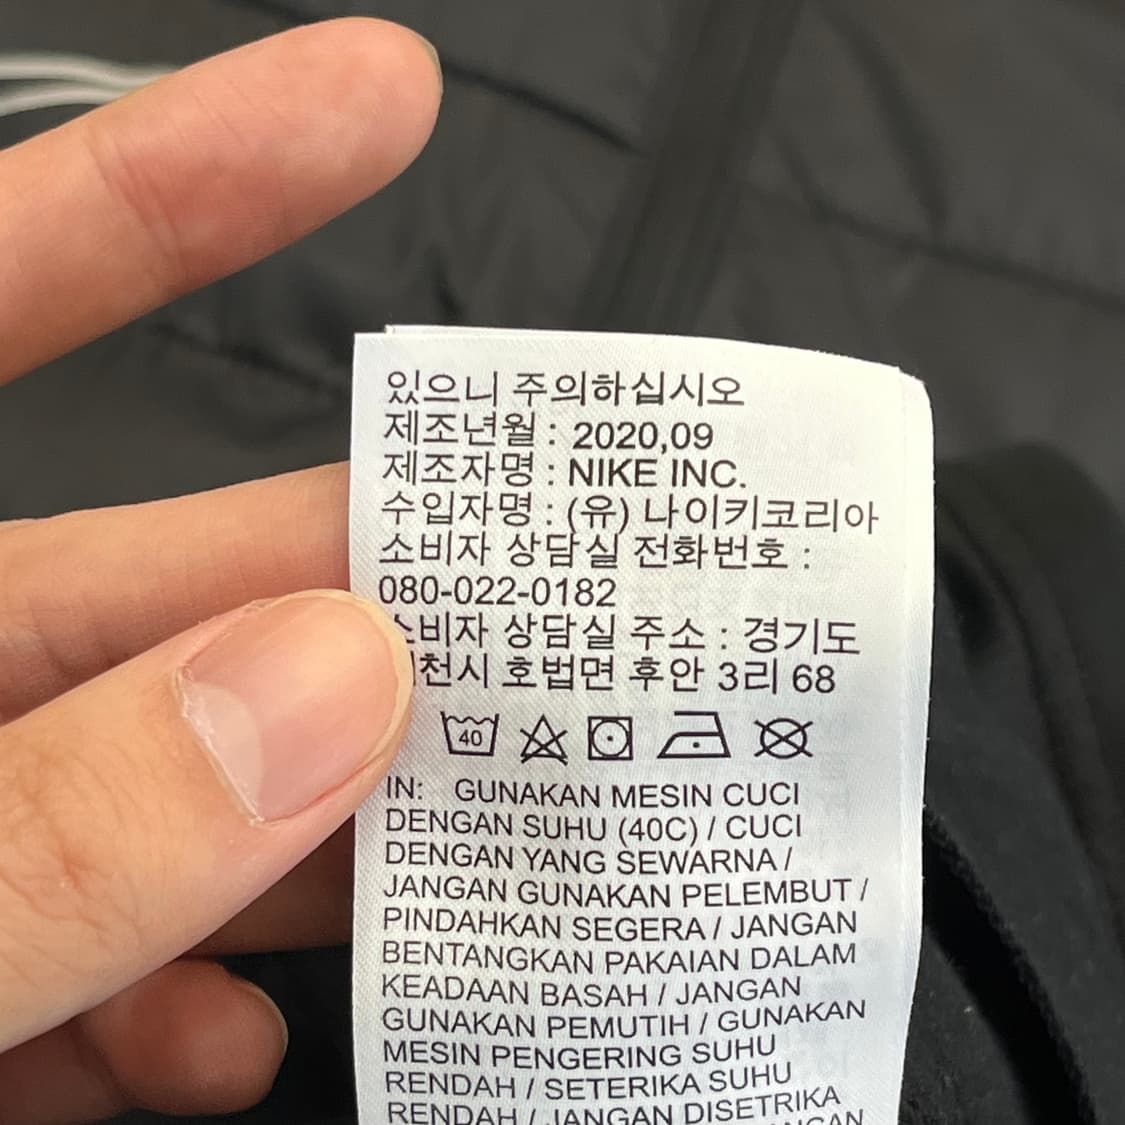 있으니 주의하십시오
제조년월 : 2020,09
제조자명 : NIKE INC.
수입자명 : (유) 나이키코리아
소비자 상담실 전화번호 :
080-022-0182
상담실 주소 : 경기도
호법면 후안 3리 68
40
IN: GUNAKAN MESIN CUCI
DENGAN SUHU (40C) / CUCI
DENGAN YANG SEWARNA /
JANGAN GUNAKAN PELEMBUT /
PINDAHKAN SEGERA / JANGAN
BENTANGKAN PAKAIAN DALAM
KEADAAN BASAH / JANGAN
GUNAKAN PEMUTIH / GUNAKAN
MESIN PENGERING SUHU
RENDAH / SETERIKA SUHU
RENDAH / JANGAN DISETRIKA